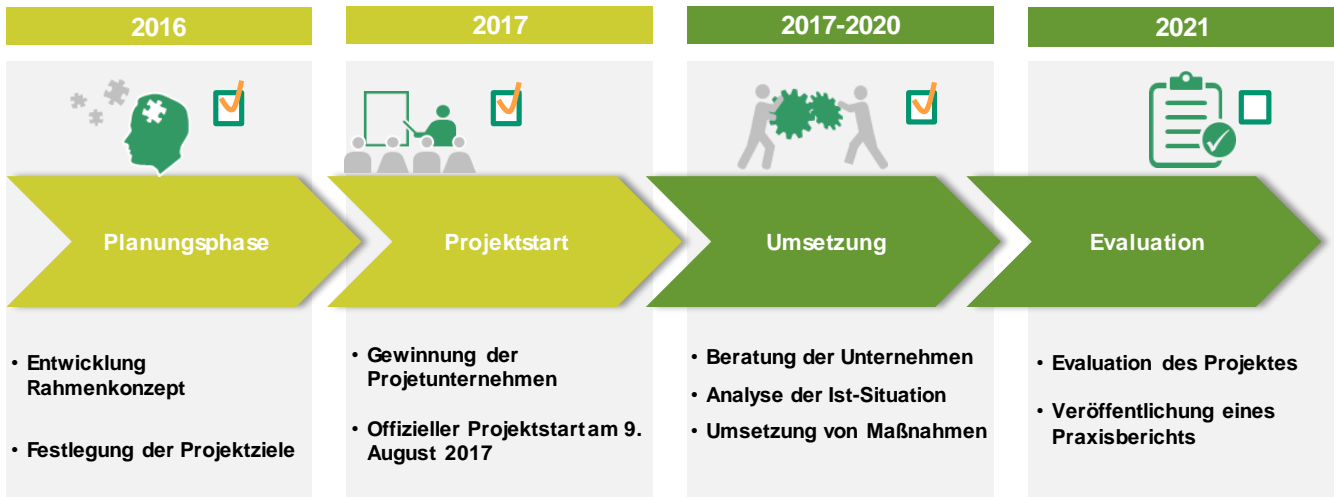 2016
2017
2017-2020
2021
Planungsphase
Projektstart
Umsetzung
Evaluation
• Entwicklung
Rahmenkonzept
• Festlegung der Projektziele
• Gewinnung der
Projetunternehmen
• Offizieller Projektstart am 9.
August 2017
• Beratung der Unternehmen
• Analyse der Ist-Situation
• Umsetzung von Maßnahmen
• Evaluation des Projektes
• Veröffentlichung eines
Praxisberichts